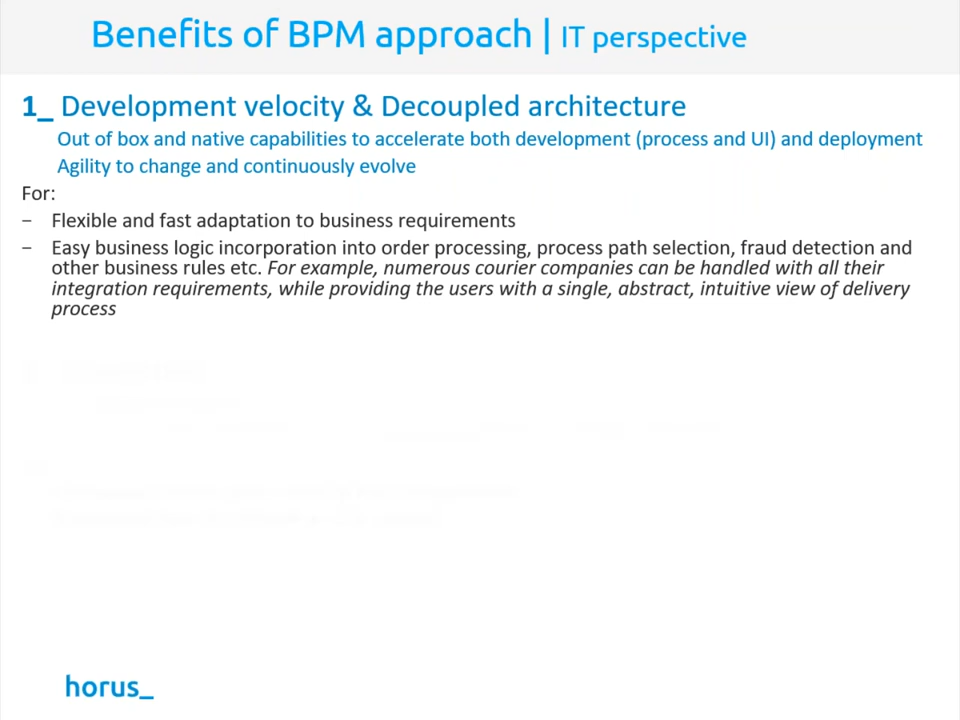 Benefits of BPM approach | IT perspective
1_ Development velocity & Decoupled architecture
Out of box and native capabilities to accelerate both development (process and UI) and deployment
Agility to change and continuously evolve
For:
− Flexible and fast adaptation to business requirements
− Easy business logic incorporation into order processing, process path selection, fraud detection and
other business rules etc. For example, numerous courier companies can be handled with all their
integration requirements, while providing the users with a single, abstract, intuitive view of delivery
process
horus_